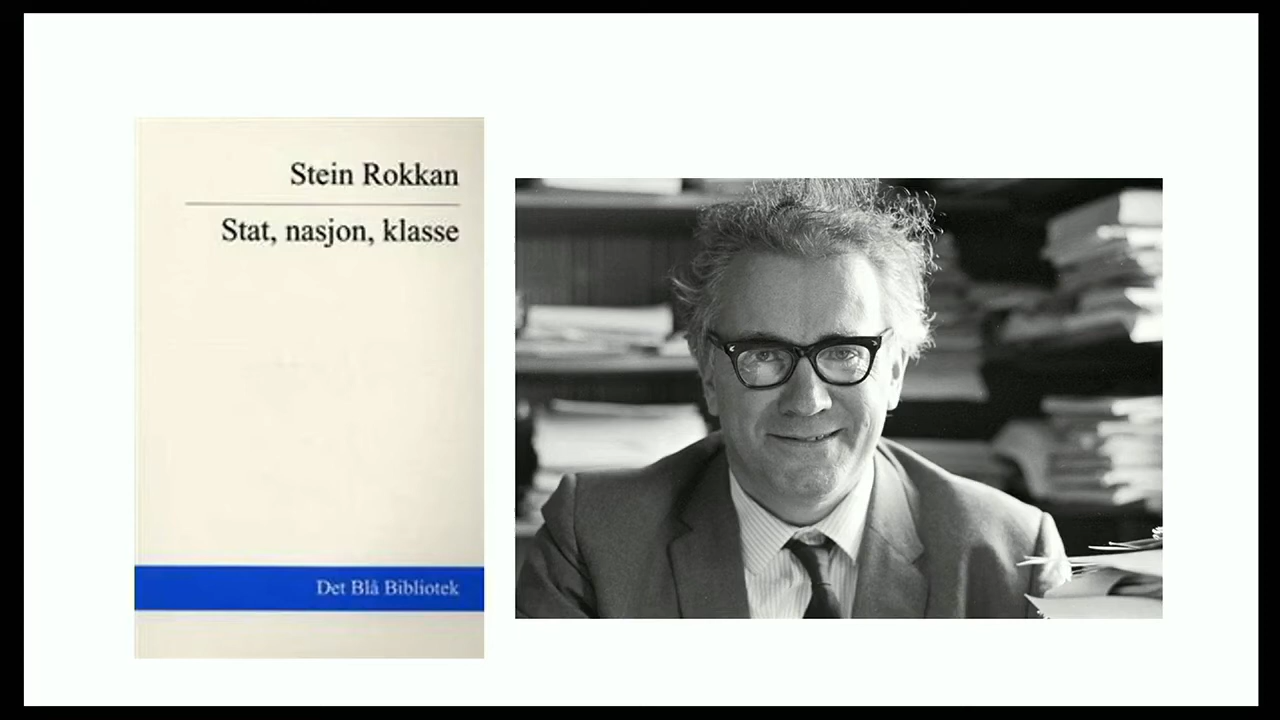 Stein Rokkan
Stat, nasjon, klasse
Det Blå Bibliotek